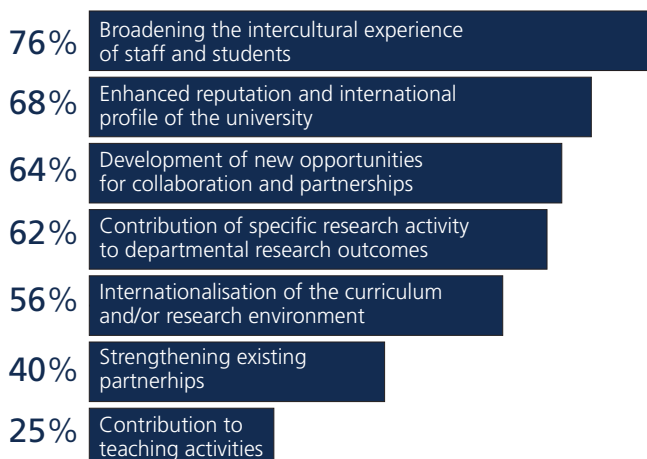 76% Broadening the intercultural experience
of staff and students
68% Enhanced reputation and international
profile of the university
64% Development of new opportunities
for collaboration and partnerships
62% Contribution of specific research activity
to departmental research outcomes
56% Internationalisation of the curriculum
and/or research environment
40% Strengthening existing
partnerhips
25% Contribution to
teaching activities